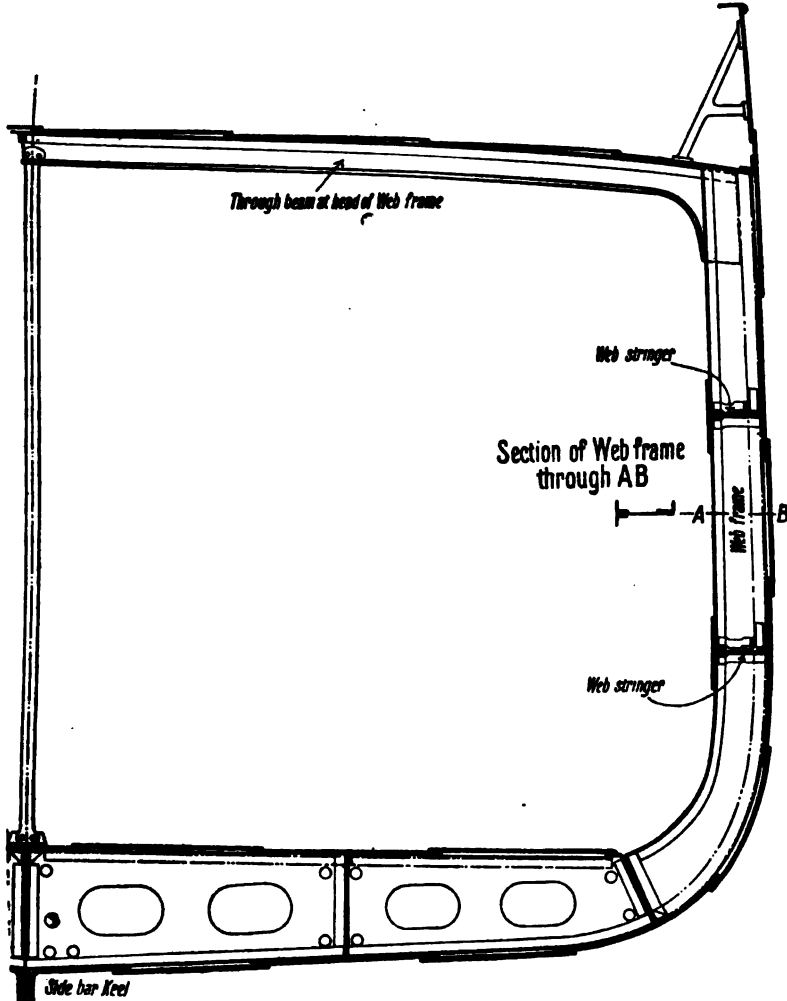 Through beam at head of Web frame
Web stringer
Section of Web frame
through AB
A
B
Web frame
Web stringer
Side bar Keel